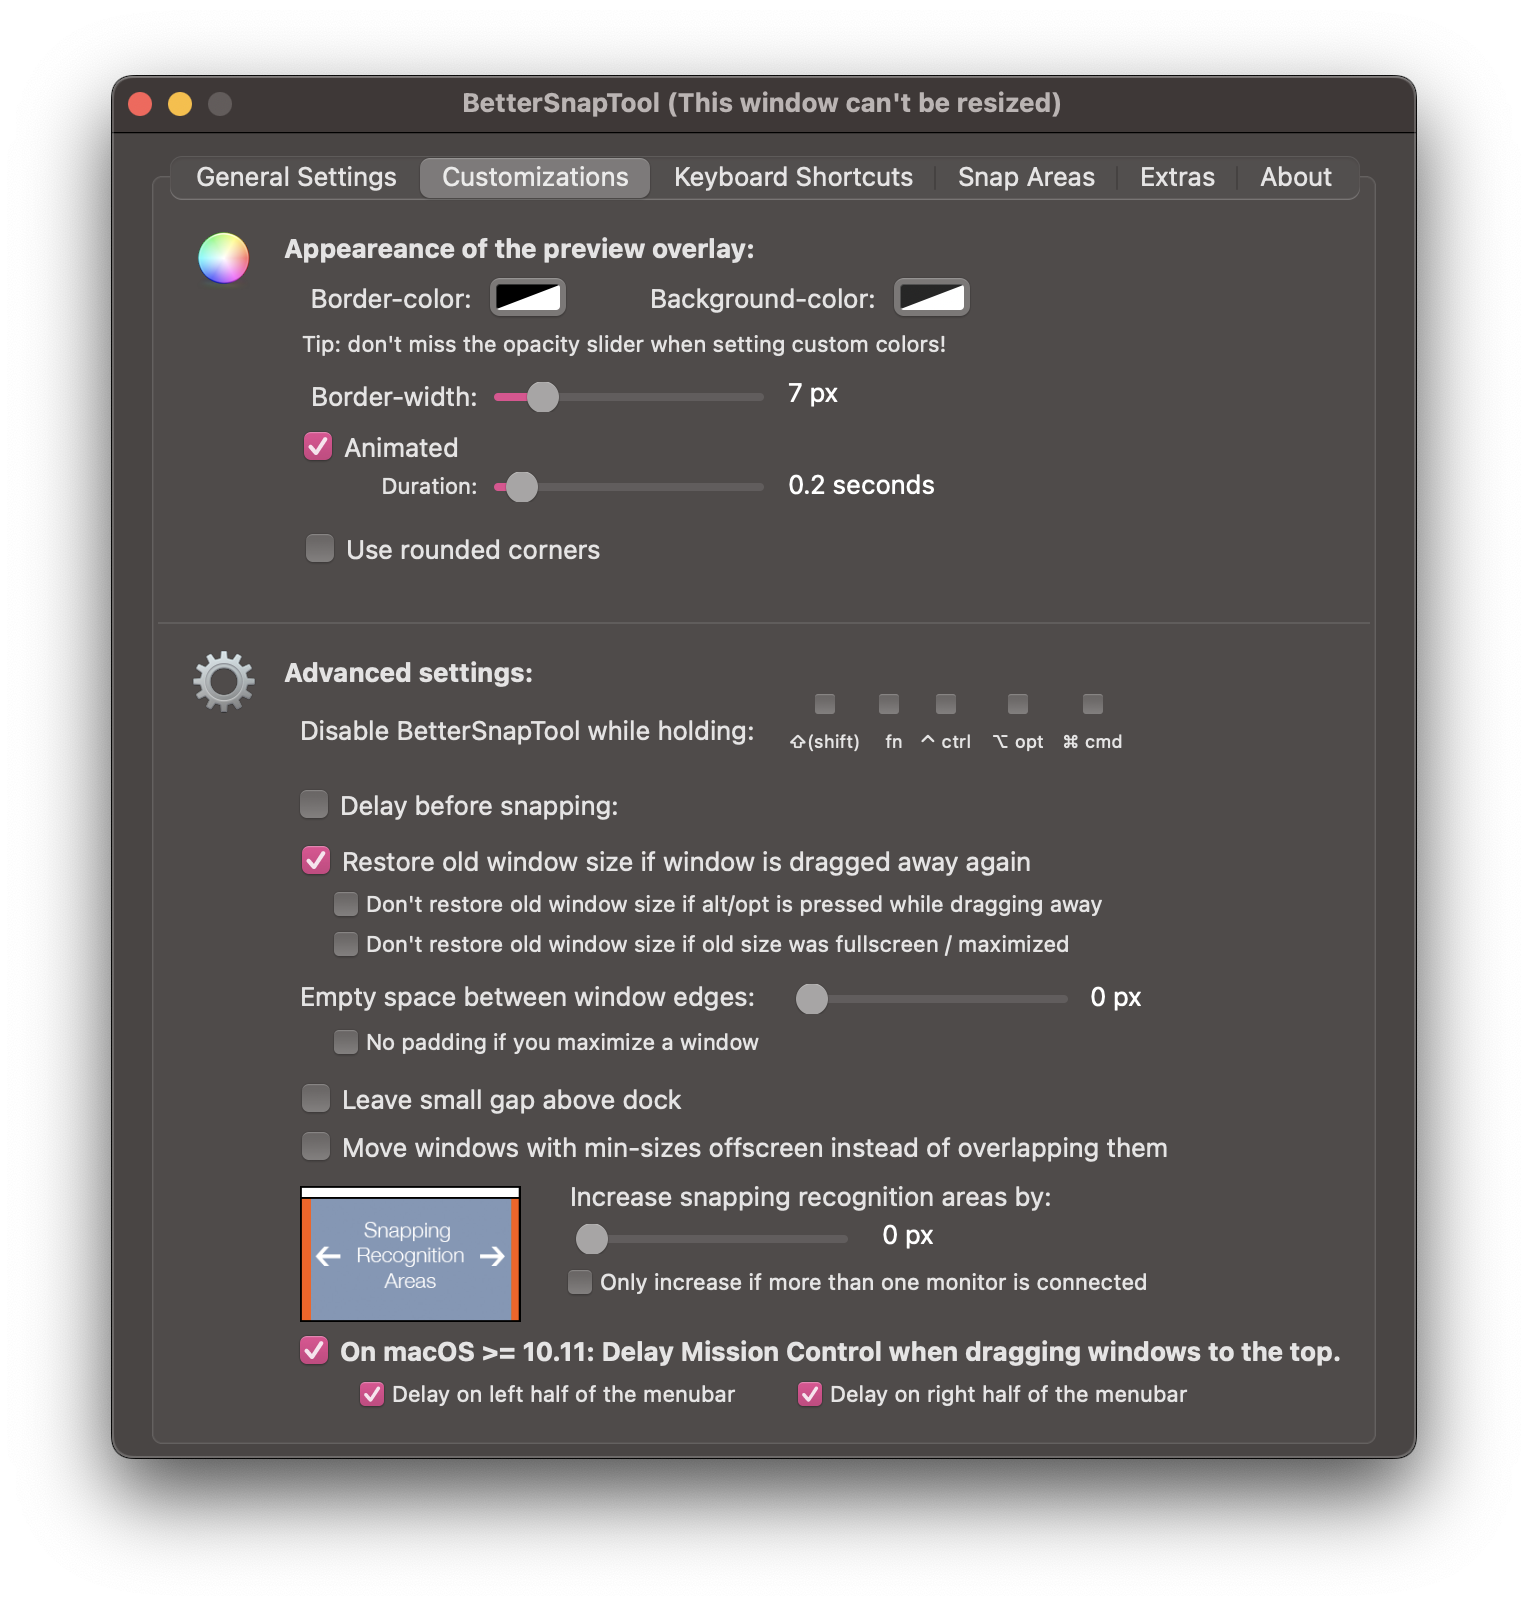 BetterSnapTool (This window can't be resized)
General Settings Customizations Keyboard Shortcuts Snap Areas Extras About
Appeareance of the preview overlay:
Border-color: Background-color:
Tip: don't miss the opacity slider when setting custom colors!
Border-width: 7 px
Animated
Duration: 0.2 seconds
Use rounded corners
Advanced settings:
Disable BetterSnapTool while holding:
⇧(shift) fn ^ ctrl ⌥ opt ⌘ cmd
Delay before snapping:
Restore old window size if window is dragged away again
Don't restore old window size if alt/opt is pressed while dragging away
Don't restore old window size if old size was fullscreen / maximized
Empty space between window edges: 0 px
No padding if you maximize a window
Leave small gap above dock
Move windows with min-sizes offscreen instead of overlapping them
Snapping
Recognition
Areas
Increase snapping recognition areas by:
0 px
Only increase if more than one monitor is connected
On macOS >= 10.11: Delay Mission Control when dragging windows to the top.
Delay on left half of the menubar Delay on right half of the menubar